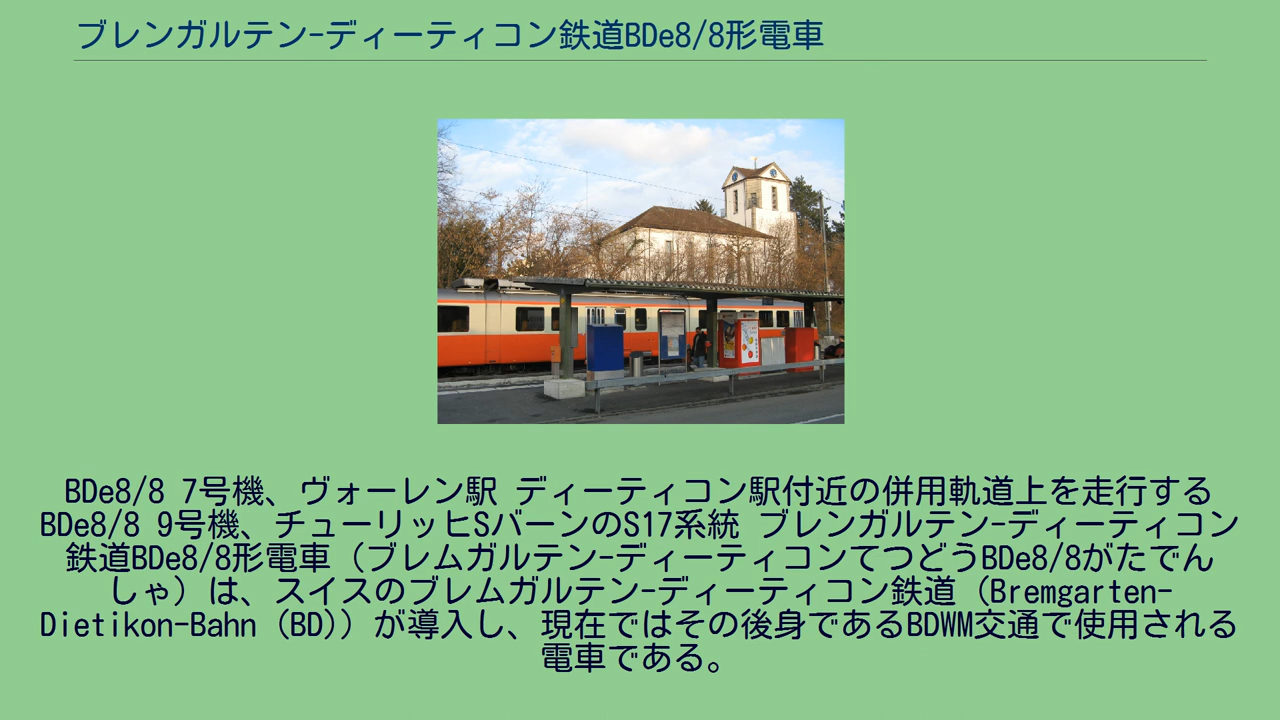 ブレンガルテン-ディーティコン鉄道BDe8/8形電車
BDe8/8 7号機、ヴォーレン駅 ディーティコン駅付近の併用軌道上を走行する
BDe8/8 9号機、チューリッヒSバーンのS17系統 ブレンガルテン-ディーティコン
鉄道BDe8/8形電車（ブレムガルテン-ディーティコンてつどうBDe8/8がたでん
しゃ）は、スイスのブレムガルテン-ディーティコン鉄道（Bremgarten-
Dietikon-Bahn（BD)）が導入し、現在ではその後身であるBDWM交通で使用される
電車である。